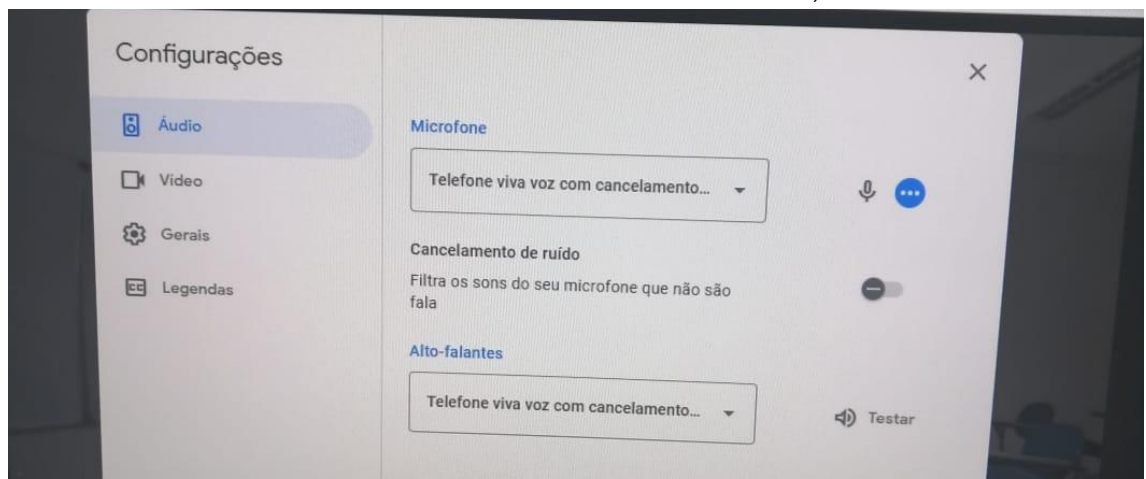 Configurações
Áudio
Vídeo
Gerais
Legendas
Microfone
Telefone viva voz com cancelamento...
Cancelamento de ruído
Filtra os sons do seu microfone que não são
fala
Alto-falantes
Telefone viva voz com cancelamento...
Testar